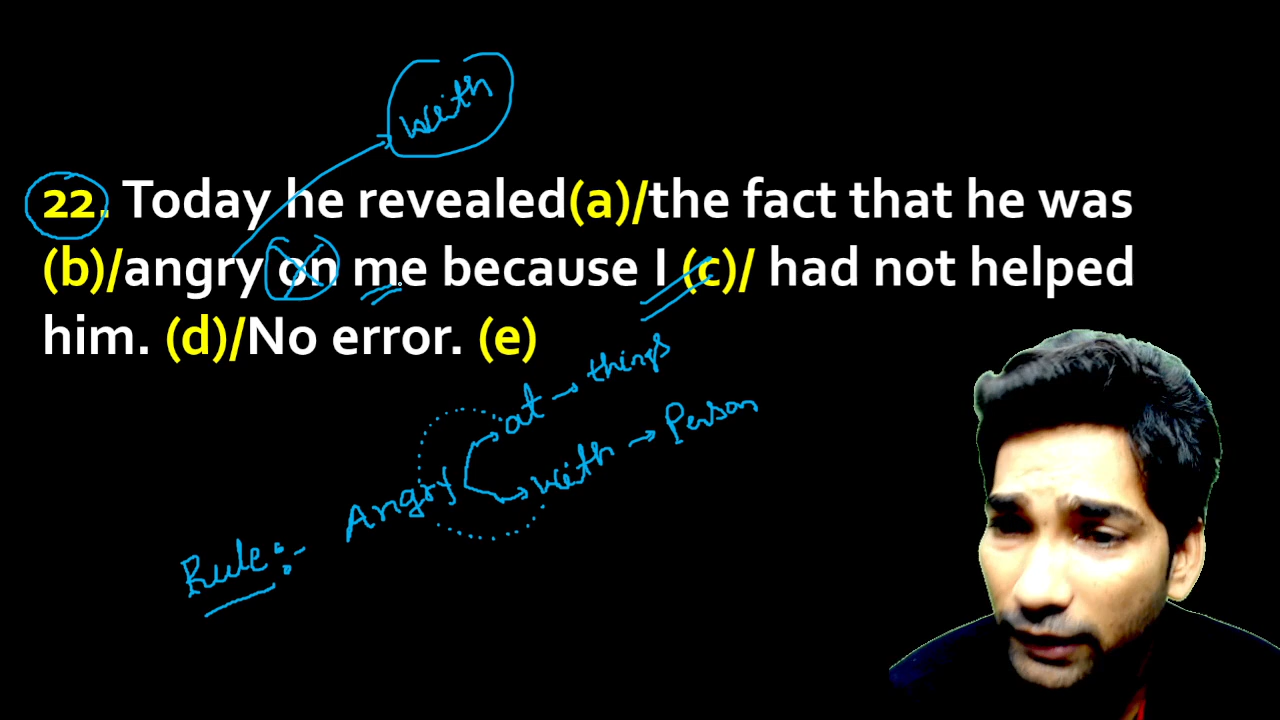 with
22. Today he revealed(a)/the fact that he was
(b)/angry on me because I (c)/ had not helped
him. (d)/No error. (e)
at → things
Rule:- Angry
with → Person